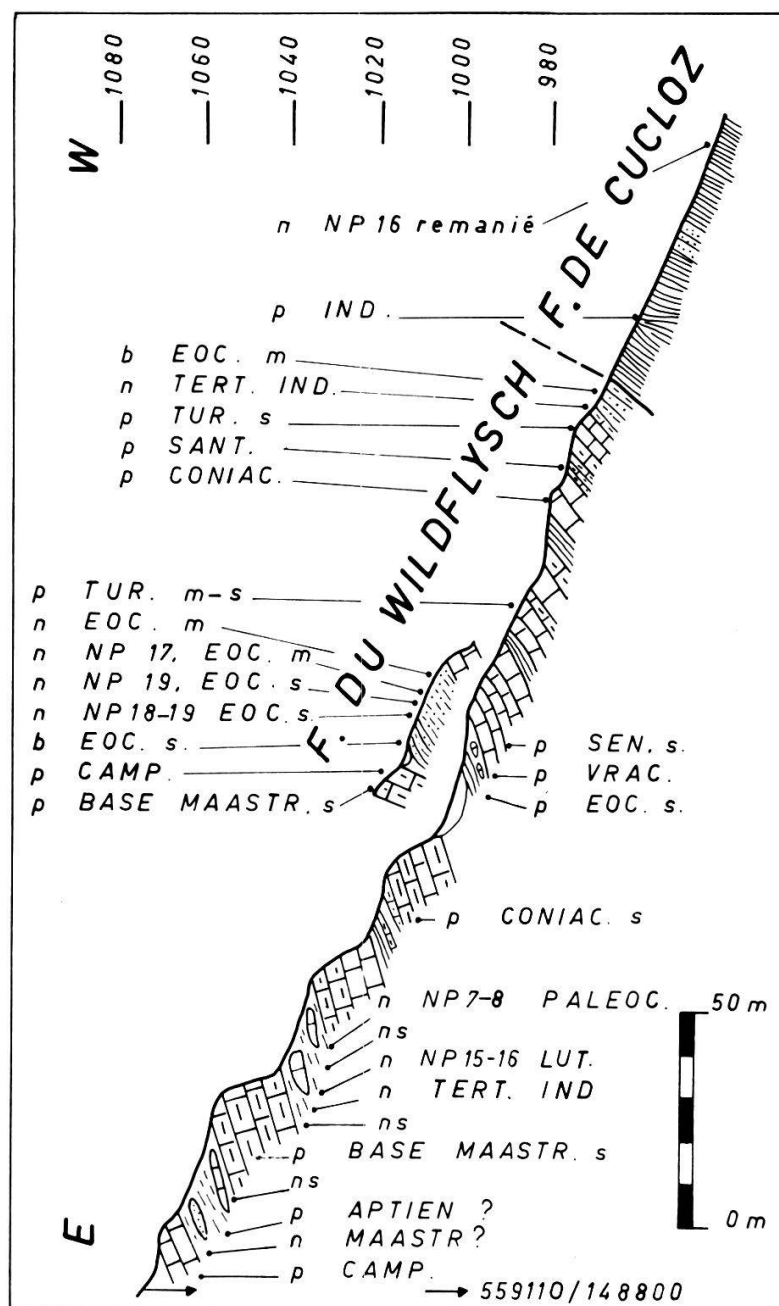 1080
1060
1040
1020
1000
980
W
F. DE CUCLOZ
F. DU WILDFLYSCH
n NP 16 remanié
p IND.
b EOC. m
n TERT. IND.
p TUR. s
p SANT.
p CONIAC.
p TUR. m-s
n EOC. m
n NP 17, EOC. m
n NP 19, EOC. s
n NP 18-19 EOC. s.
b EOC. s.
p CAMP.
p BASE MAASTR. s
p SEN. s.
p VRAC.
p EOC. s.
p CONIAC. s
n NP 7-8 PALEOC.
ns
n NP 15-16 LUT.
n TERT. IND
ns
p BASE MAASTR. s
ns
p APTIEN ?
n MAASTR ?
p CAMP.
50 m
0 m
E
559110/148800